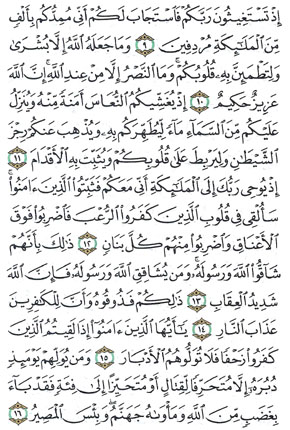 إِذْ تَسْتَغِيثُونَ رَبَّكُمْ فَٱسْتَجَابَ لَكُمْ أَنِّى مُمِدُّكُم بِأَلْفٍ
مِّنَ ٱلْمَلَٰٓئِكَةِ مُرْدِفِينَ ٩ وَمَا جَعَلَهُ ٱللَّهُ إِلَّا بُشْرَىٰ
وَلِتَطْمَئِنَّ بِهِۦ قُلُوبُكُمْ ۚ وَمَا ٱلنَّصْرُ إِلَّا مِنْ عِندِ ٱللَّهِ ۚ إِنَّ ٱللَّهَ
عَزِيزٌ حَكِيمٌ ١٠ إِذْ يُغَشِّيكُمُ ٱلنُّعَاسَ أَمَنَةً مِّنْهُ وَيُنَزِّلُ
عَلَيْكُم مِّنَ ٱلسَّمَآءِ مَآءً لِّيُطَهِّرَكُم بِهِۦ وَيُذْهِبَ عَنكُمْ رِجْزَ
ٱلشَّيْطَٰنِ وَلِيَرْبِطَ عَلَىٰ قُلُوبِكُمْ وَيُثَبِّتَ بِهِ ٱلْأَقْدَامَ ١١
إِذْ يُوحِى رَبُّكَ إِلَى ٱلْمَلَٰٓئِكَةِ أَنِّى مَعَكُمْ فَثَبِّتُوا۟ ٱلَّذِينَ ءَامَنُوا۟ ۚ
سَأُلْقِى فِى قُلُوبِ ٱلَّذِينَ كَفَرُوا۟ ٱلرُّعْبَ فَٱضْرِبُوا۟ فَوْقَ
ٱلْأَعْنَاقِ وَٱضْرِبُوا۟ مِنْهُمْ كُلَّ بَنَانٍ ١٢ ذَٰلِكَ بِأَنَّهُمْ
شَآقُّوا۟ ٱللَّهَ وَرَسُولَهُۥ ۚ وَمَن يُشَاقِقِ ٱللَّهَ وَرَسُولَهُۥ فَإِنَّ ٱللَّهَ
شَدِيدُ ٱلْعِقَابِ ١٣ ذَٰلِكُمْ فَذُوقُوهُ وَأَنَّ لِلْكَٰفِرِينَ
عَذَابَ ٱلنَّارِ ١٤ يَٰٓأَيُّهَا ٱلَّذِينَ ءَامَنُوٓا۟ إِذَا لَقِيتُمُ ٱلَّذِينَ
كَفَرُوا۟ زَحْفًا فَلَا تُوَلُّوهُمُ ٱلْأَدْبَارَ ١٥ وَمَن يُوَلِّهِمْ يَوْمَئِذٍ
دُبُرَهُۥٓ إِلَّا مُتَحَرِّفًا لِّقِتَالٍ أَوْ مُتَحَيِّزًا إِلَىٰ فِئَةٍ فَقَدْ بَآءَ
بِغَضَبٍ مِّنَ ٱللَّهِ وَمَأْوَىٰهُ جَهَنَّمُ ۖ وَبِئْسَ ٱلْمَصِيرُ ١٦